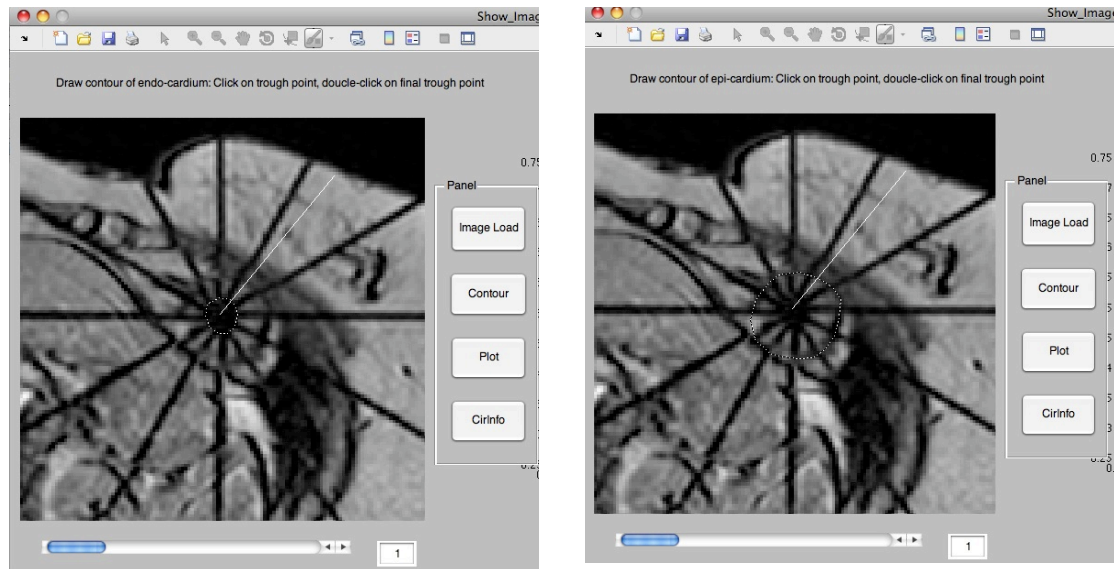 Show_Imag
Draw contour of endo-cardium: Click on trough point, doucle-click on final trough point
0.75
Panel
Image Load
Contour
Plot
CirInfo
1
Show_Image
Draw contour of epi-cardium: Click on trough point, doucle-click on final trough point
0.75
Panel
Image Load
Contour
Plot
CirInfo
0.25
1